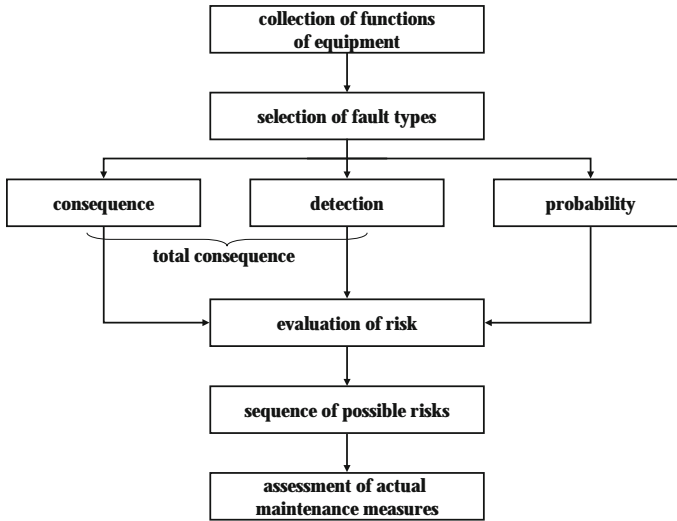 collection of functions
of equipment
selection of fault types
consequence
detection
probability
total consequence
evaluation of risk
sequence of possible risks
assessment of actual
maintenance measures